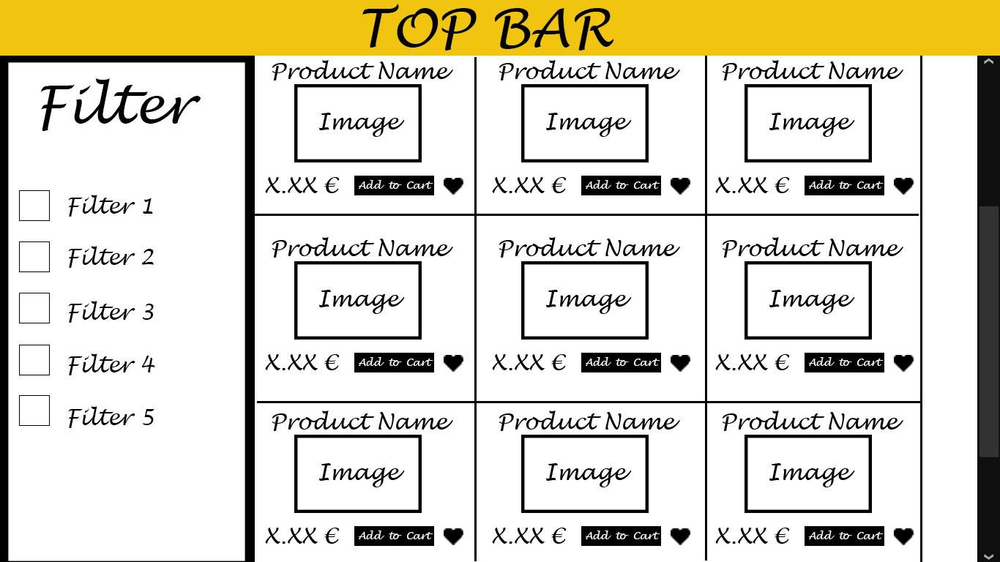 TOP BAR
Filter
Filter 1
Filter 2
Filter 3
Filter 4
Filter 5
Product Name Product Name Product Name
Image Image Image
X.XX € Add to Cart X.XX € Add to Cart X.XX € Add to Cart
Product Name Product Name Product Name
Image Image Image
X.XX € Add to Cart X.XX € Add to Cart X.XX € Add to Cart
Product Name Product Name Product Name
Image Image Image
X.XX € Add to Cart X.XX € Add to Cart X.XX € Add to Cart